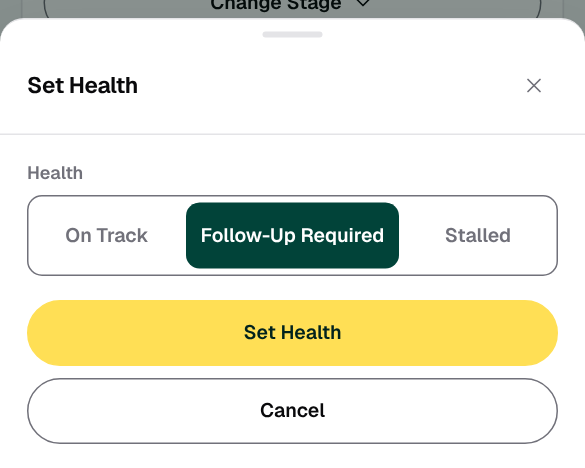 Change Stage
Set Health
Health
On Track
Follow-Up Required
Stalled
Set Health
Cancel